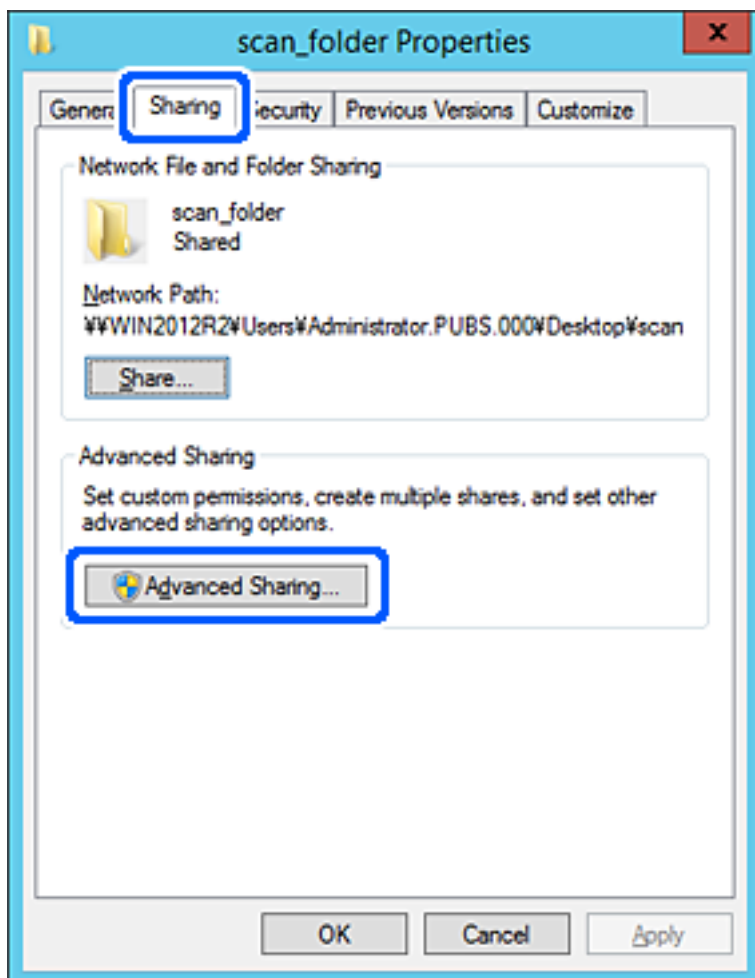 scan_folder Properties
x
Genera Sharing ecurity Previous Versions Customize
Network File and Folder Sharing
scan_folder
Shared
Network Path:
¥¥WIN2012R2¥Users¥Administrator.PUBS.000¥Desktop¥scan
Share...
Advanced Sharing
Set custom permissions, create multiple shares, and set other
advanced sharing options.
Advanced Sharing...
OK Cancel Apply